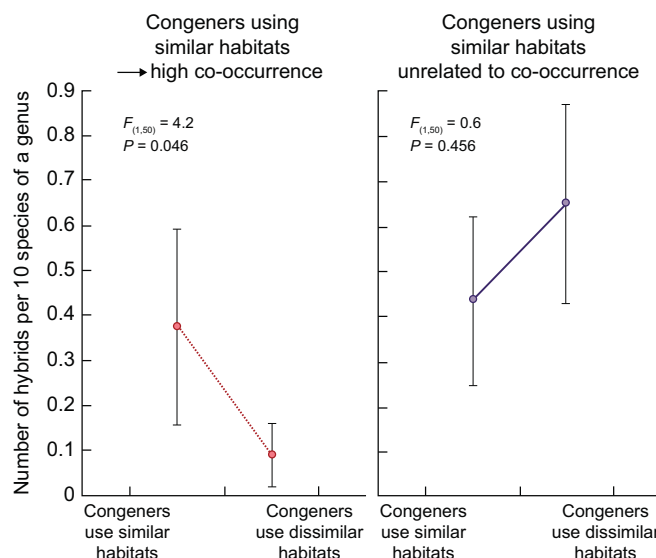 Congeners using
similar habitats
→ high co-occurrence
Congeners using
similar habitats
unrelated to co-occurrence
Number of hybrids per 10 species of a genus
0.9
0.8
0.7
0.6
0.5
0.4
0.3
0.2
0.1
0
F(1,50) = 4.2
P = 0.046
F(1,50) = 0.6
P = 0.456
Congeners
use similar
habitats
Congeners
use dissimilar
habitats
Congeners
use similar
habitats
Congeners
use dissimilar
habitats